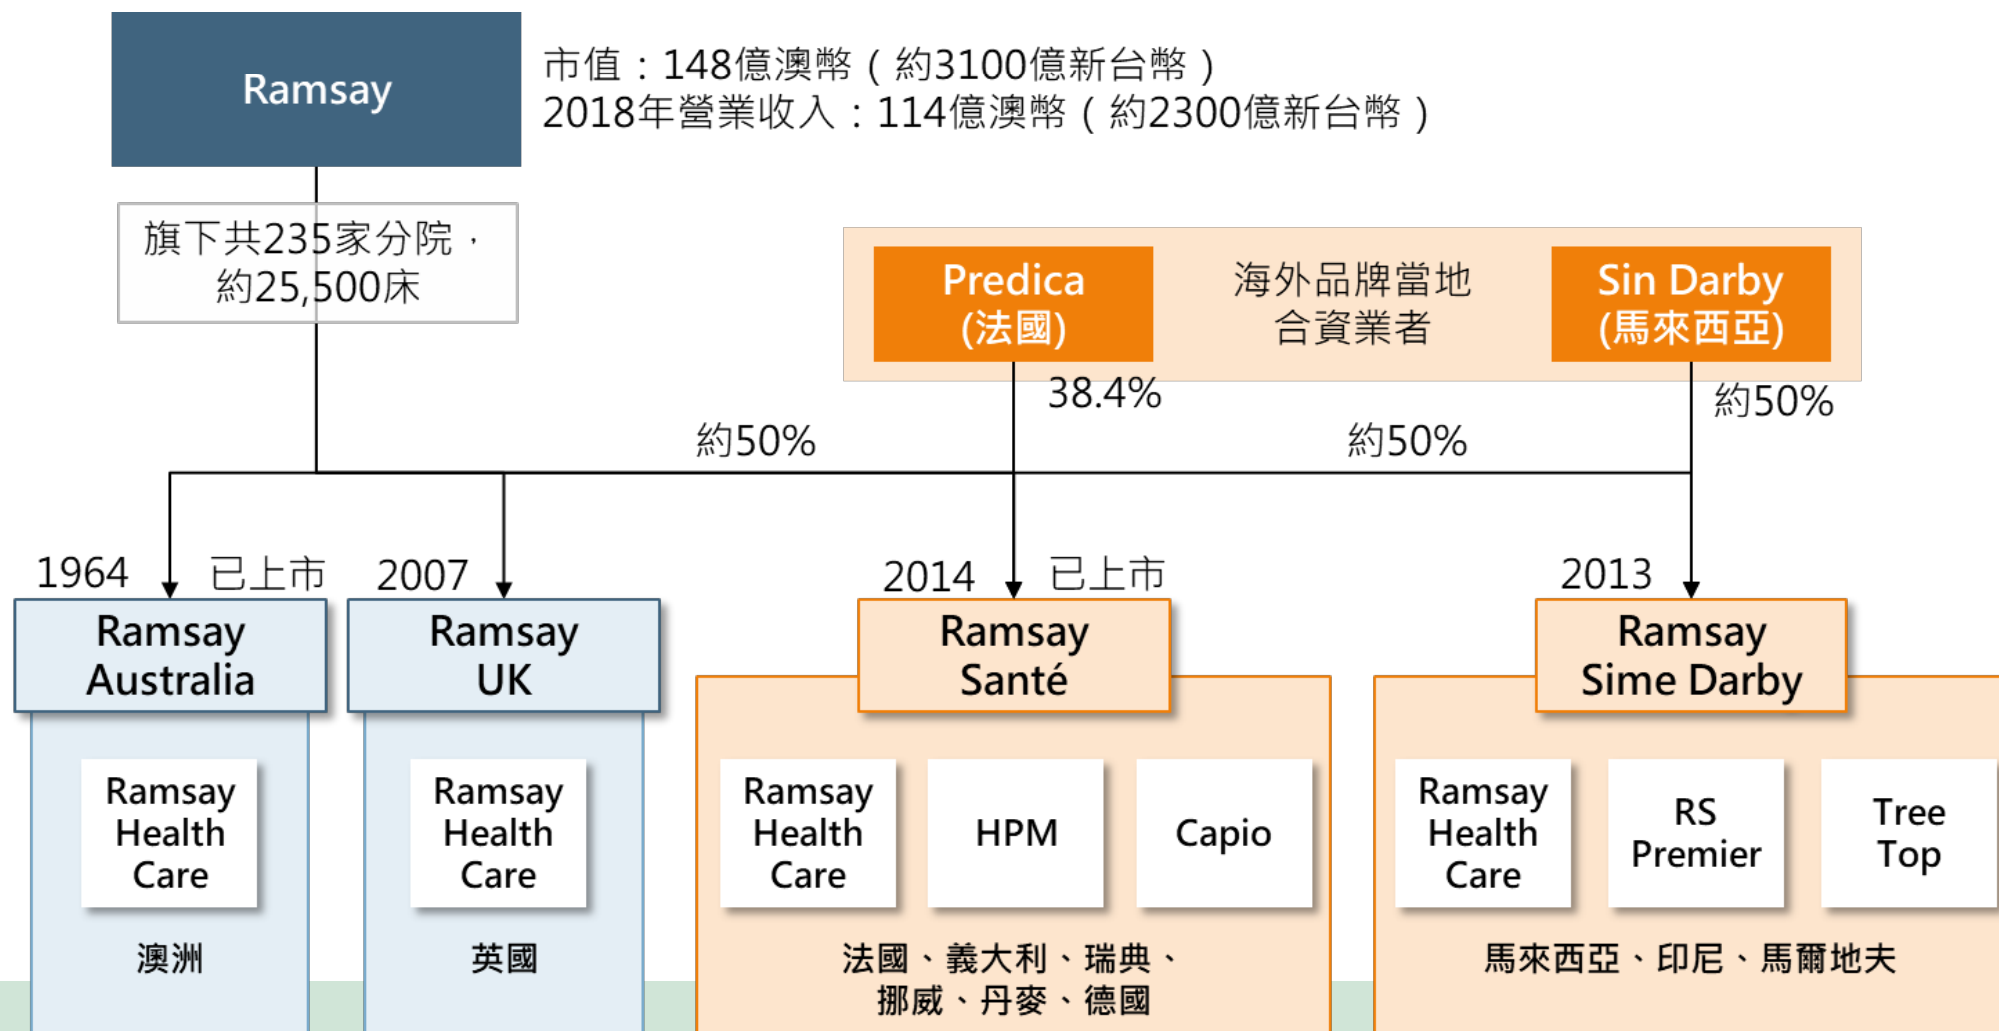 Ramsay
市值：148億澳幣（約3100億新台幣）
2018年營業收入：114億澳幣（約2300億新台幣）
旗下共235家分院，
約25,500床
Predica
(法國)
海外品牌當地
合資業者
Sin Darby
(馬來西亞)
38.4%
約50%
約50%
約50%
1964
已上市
2007
2014
已上市
2013
Ramsay
Australia
Ramsay
UK
Ramsay
Santé
Ramsay
Sime Darby
Ramsay
Health
Care
Ramsay
Health
Care
Ramsay
Health
Care
HPM
Capio
Ramsay
Health
Care
RS
Premier
Tree
Top
澳洲
英國
法國、義大利、瑞典、
挪威、丹麥、德國
馬來西亞、印尼、馬爾地夫